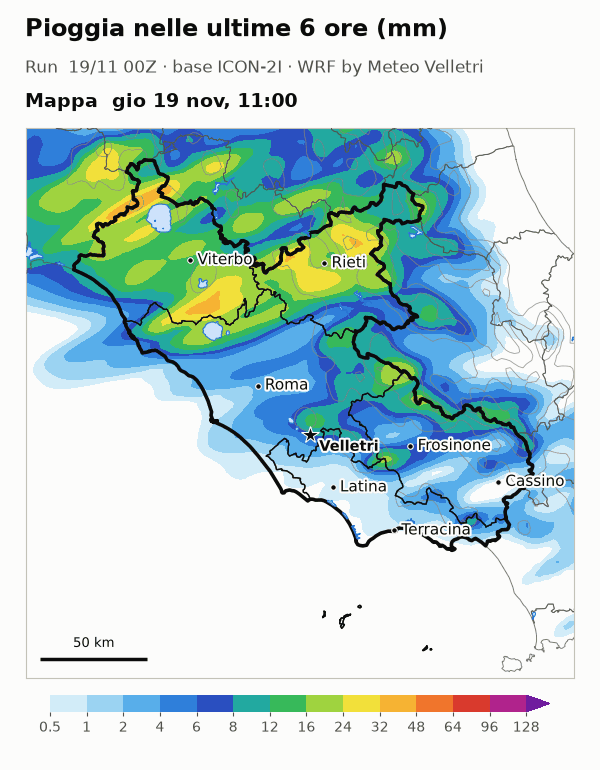 Pioggia nelle ultime 6 ore (mm)
Run  19/11 00Z · base ICON-2I · WRF by Meteo Velletri
Mappa  gio 19 nov, 11:00
Viterbo
Rieti
Roma
Velletri
Frosinone
Latina
Cassino
Terracina
50 km
0.5 1 2 4 6 8 12 16 24 32 48 64 96 128